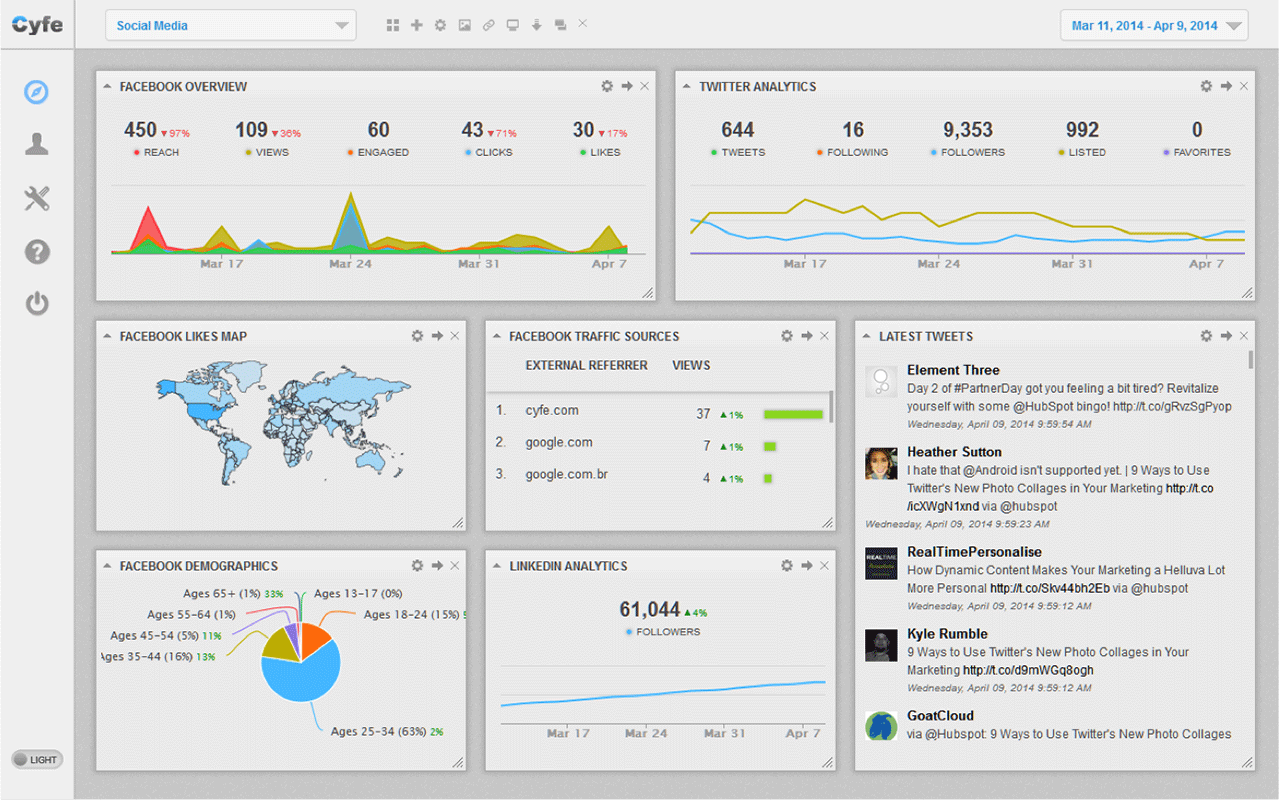 Cyfe
Social Media
Mar 11, 2014 - Apr 9, 2014
FACEBOOK OVERVIEW
450 ▼97%
109 ▼36%
60
43 ▼71%
30 ▼17%
REACH
VIEWS
ENGAGED
CLICKS
LIKES
Mar 17
Mar 24
Mar 31
Apr 7
TWITTER ANALYTICS
644
16
9,353
992
0
TWEETS
FOLLOWING
FOLLOWERS
LISTED
FAVORITES
Mar 17
Mar 24
Mar 31
Apr 7
FACEBOOK LIKES MAP
FACEBOOK TRAFFIC SOURCES
EXTERNAL REFERRER VIEWS
1. cyfe.com 37 ▲1%
2. google.com 7 ▲1%
3. google.com.br 4 ▲1%
LATEST TWEETS
Element Three
Day 2 of #PartnerDay got you feeling a bit tired? Revitalize
yourself with some @HubSpot bingo! http://t.co/gRvzSgPyop
Wednesday, April 09, 2014 9:59:54 AM
Heather Sutton
I hate that @Android isn't supported yet. | 9 Ways to Use
Twitter's New Photo Collages in Your Marketing http://t.co
/icXWgN1xnd via @hubspot
Wednesday, April 09, 2014 9:59:23 AM
REALTIME
RealTimePersonalise
How Dynamic Content Makes Your Marketing a Helluva Lot
More Personal http://t.co/Skv44bh2Eb via @hubspot
Wednesday, April 09, 2014 9:59:12 AM
Kyle Rumble
9 Ways to Use Twitter's New Photo Collages in Your
Marketing http://t.co/d9mWGq8ogh
Wednesday, April 09, 2014 9:59:12 AM
GoatCloud
via @Hubspot: 9 Ways to Use Twitter's New Photo Collages
FACEBOOK DEMOGRAPHICS
Ages 65+ (1%) 33%
Ages 13-17 (0%)
Ages 55-64 (1%)
Ages 18-24 (15%)
Ages 45-54 (5%) 11%
Ages 35-44 (16%) 13%
Ages 25-34 (63%) 2%
LINKEDIN ANALYTICS
61,044 ▲4%
FOLLOWERS
Mar 17
Mar 24
Mar 31
Apr 7
LIGHT